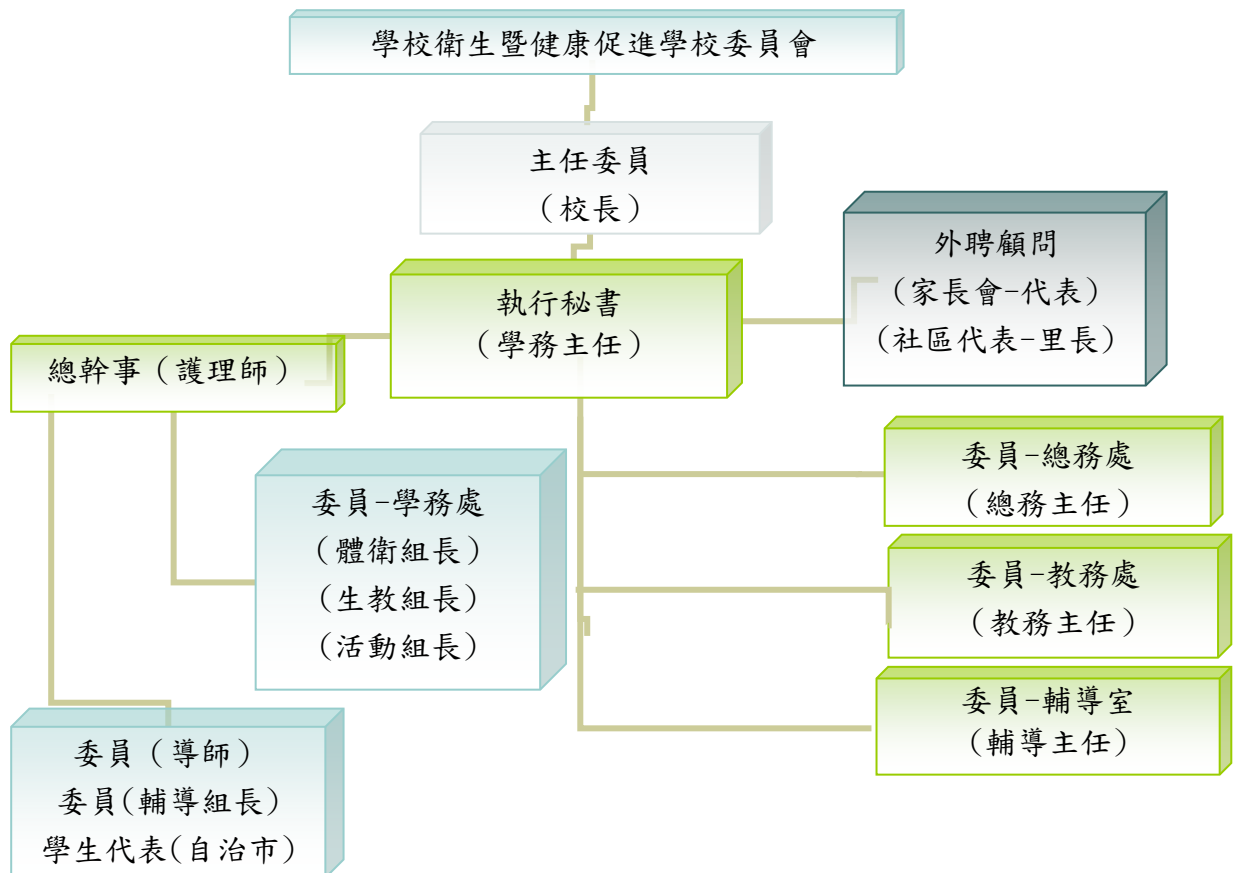 學校衛生暨健康促進學校委員會
主任委員
（校長）
執行秘書
（學務主任）
外聘顧問
（家長會-代表）
（社區代表-里長）
總幹事（護理師）
委員-學務處
（體衛組長）
（生教組長）
（活動組長）
委員-總務處
（總務主任）
委員-教務處
（教務主任）
委員-輔導室
（輔導主任）
委員（導師）
委員(輔導組長)
學生代表(自治市)